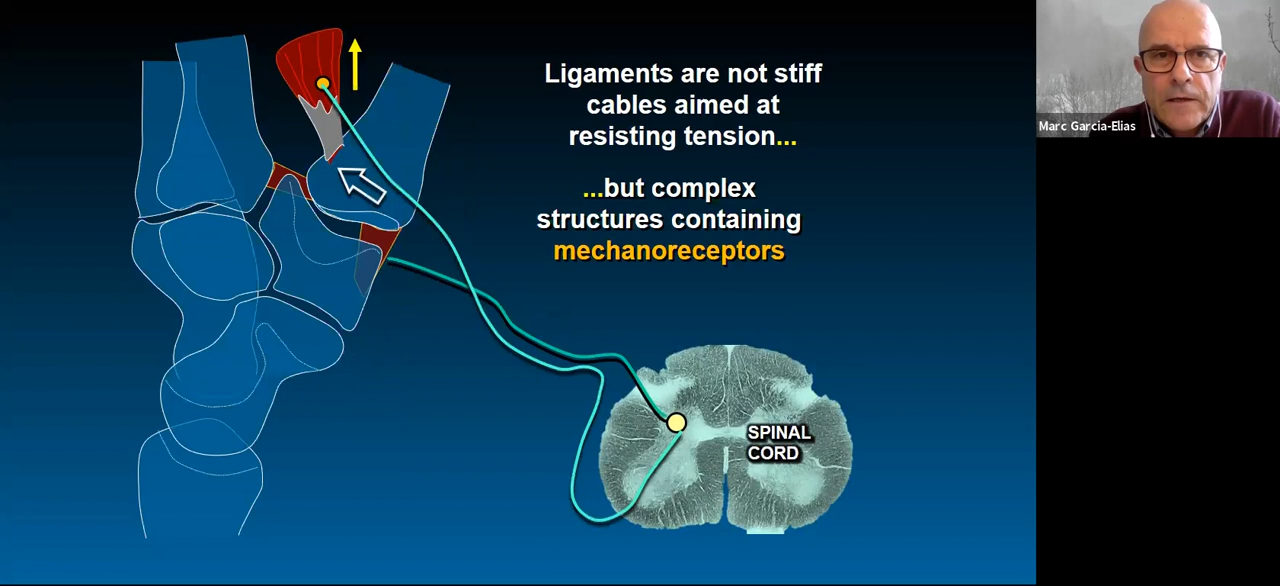 Ligaments are not stiff
cables aimed at
resisting tension...
...but complex
structures containing
mechanoreceptors
SPINAL
CORD
Marc Garcia-Elias